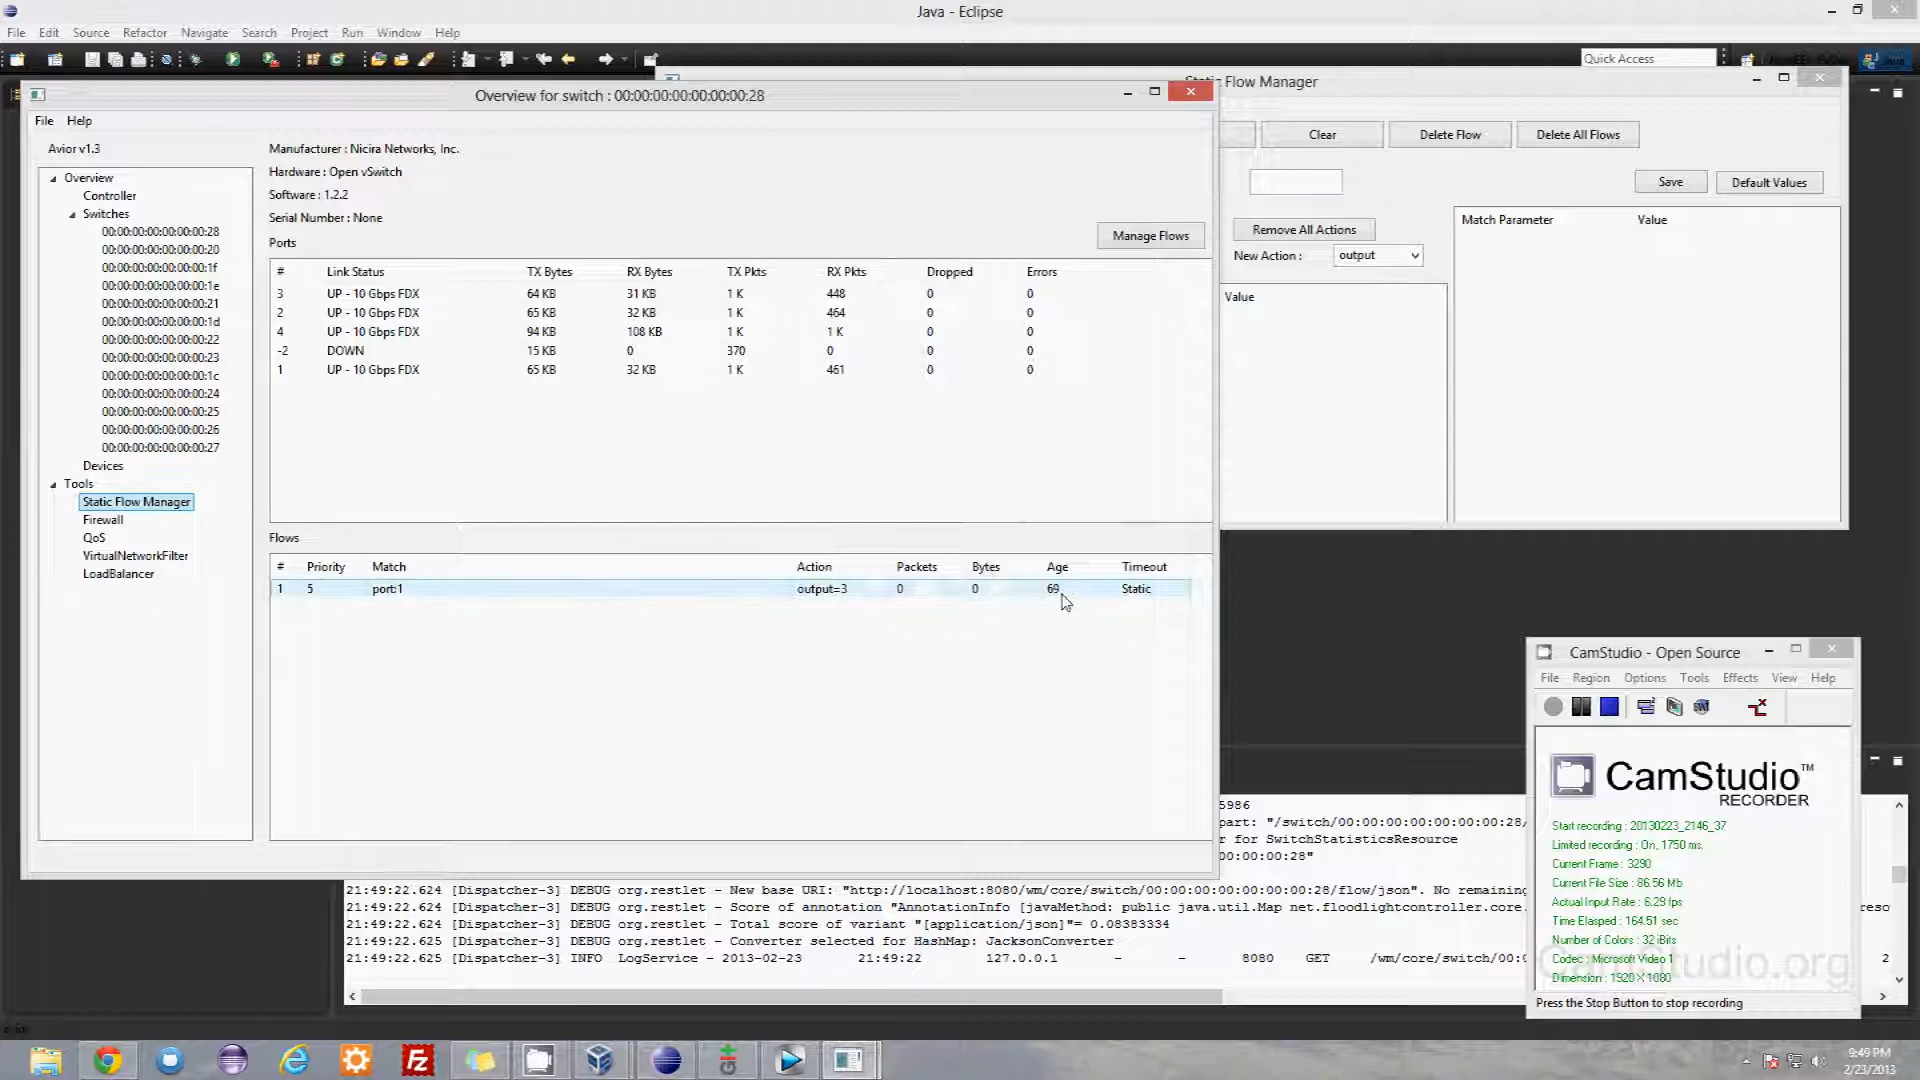 Java - Eclipse
File Edit Source Refactor Navigate Search Project Run Window Help
Quick Access
Flow Manager
Overview for switch : 00:00:00:00:00:00:00:28
File Help
Clear
Delete Flow
Delete All Flows
Avior v1.3
Manufacturer : Nicira Networks, Inc.
Hardware : Open vSwitch
Software : 1.2.2
Serial Number : None
Ports
Manage Flows
Save
Default Values
Remove All Actions
New Action : output
Match Parameter Value
Value
Overview
Controller
Switches
00:00:00:00:00:00:00:28
00:00:00:00:00:00:00:20
00:00:00:00:00:00:00:1f
00:00:00:00:00:00:00:1e
00:00:00:00:00:00:00:21
00:00:00:00:00:00:00:1d
00:00:00:00:00:00:00:22
00:00:00:00:00:00:00:23
00:00:00:00:00:00:00:1c
00:00:00:00:00:00:00:24
00:00:00:00:00:00:00:25
00:00:00:00:00:00:00:26
00:00:00:00:00:00:00:27
Devices
Tools
Static Flow Manager
Firewall
QoS
VirtualNetworkFilter
LoadBalancer
# Link Status TX Bytes RX Bytes TX Pkts RX Pkts Dropped Errors
3 UP - 10 Gbps FDX 64 KB 31 KB 1 K 448 0 0
2 UP - 10 Gbps FDX 65 KB 32 KB 1 K 464 0 0
4 UP - 10 Gbps FDX 94 KB 108 KB 1 K 1 K 0 0
-2 DOWN 15 KB 0 370 0 0 0
1 UP - 10 Gbps FDX 65 KB 32 KB 1 K 461 0 0
Flows
# Priority Match Action Packets Bytes Age Timeout
1 5 port:1 output=3 0 0 69 Static
CamStudio - Open Source
File Region Options Tools Effects View Help
CamStudio™
RECORDER
Start recording : 20130223_2146_37
Limited recording : On, 1750 ms.
Current Frame : 3290
Current File Size : 86.56 Mb
Actual Input Rate : 6.29 fps
Time Elasped : 164.51 sec
Number of Colors : 32 iBits
Codec : Microsoft Video 1
Dimension : 1920 X 1080
CamStudio.org
Press the Stop Button to stop recording
5986
part: "/switch/00:00:00:00:00:00:00:28/
r for SwitchStatisticsResource
00:00:00:28"
21:49:22.624 [Dispatcher-3] DEBUG org.restlet - New base URI: "http://localhost:8080/wm/core/switch/00:00:00:00:00:00:00:28/flow/json". No remaining
21:49:22.624 [Dispatcher-3] DEBUG org.restlet - Score of annotation "AnnotationInfo [javaMethod: public java.util.Map net.floodlightcontroller.core. reso
21:49:22.624 [Dispatcher-3] DEBUG org.restlet - Total score of variant "[application/json]"= 0.08383334
21:49:22.625 [Dispatcher-3] DEBUG org.restlet - Converter selected for HashMap: JacksonConverter
21:49:22.625 [Dispatcher-3] INFO LogService - 2013-02-23 21:49:22 127.0.0.1 - - 8080 GET /wm/core/switch/00:0 2
9:49 PM
2/23/2013